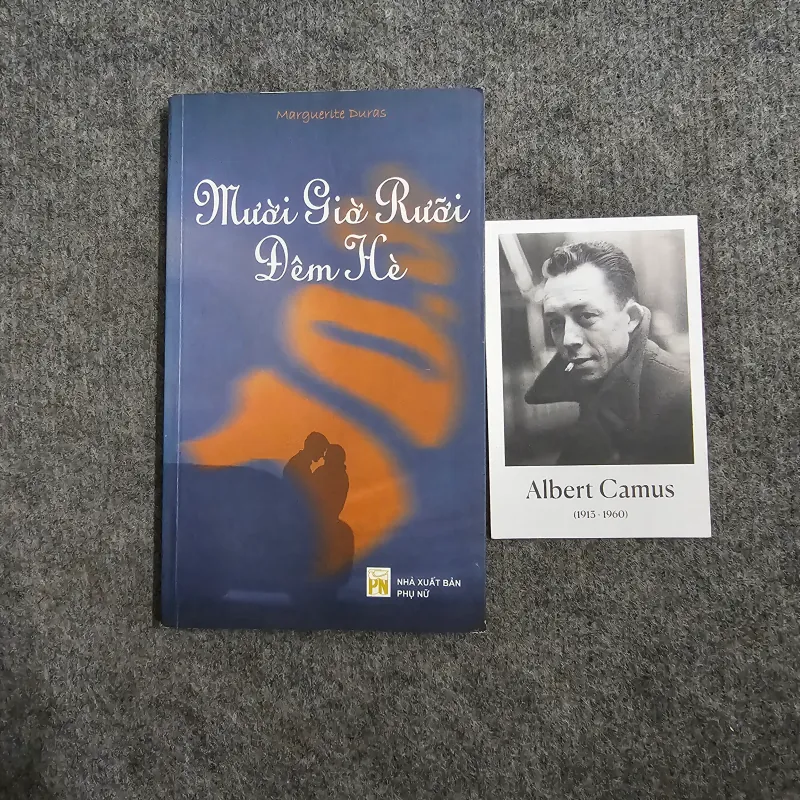 Marguerite Duras
Mười Giờ Rưỡi
Đêm Hè
PN
NHÀ XUẤT BẢN
PHỤ NỮ
Albert Camus
(1913 - 1960)